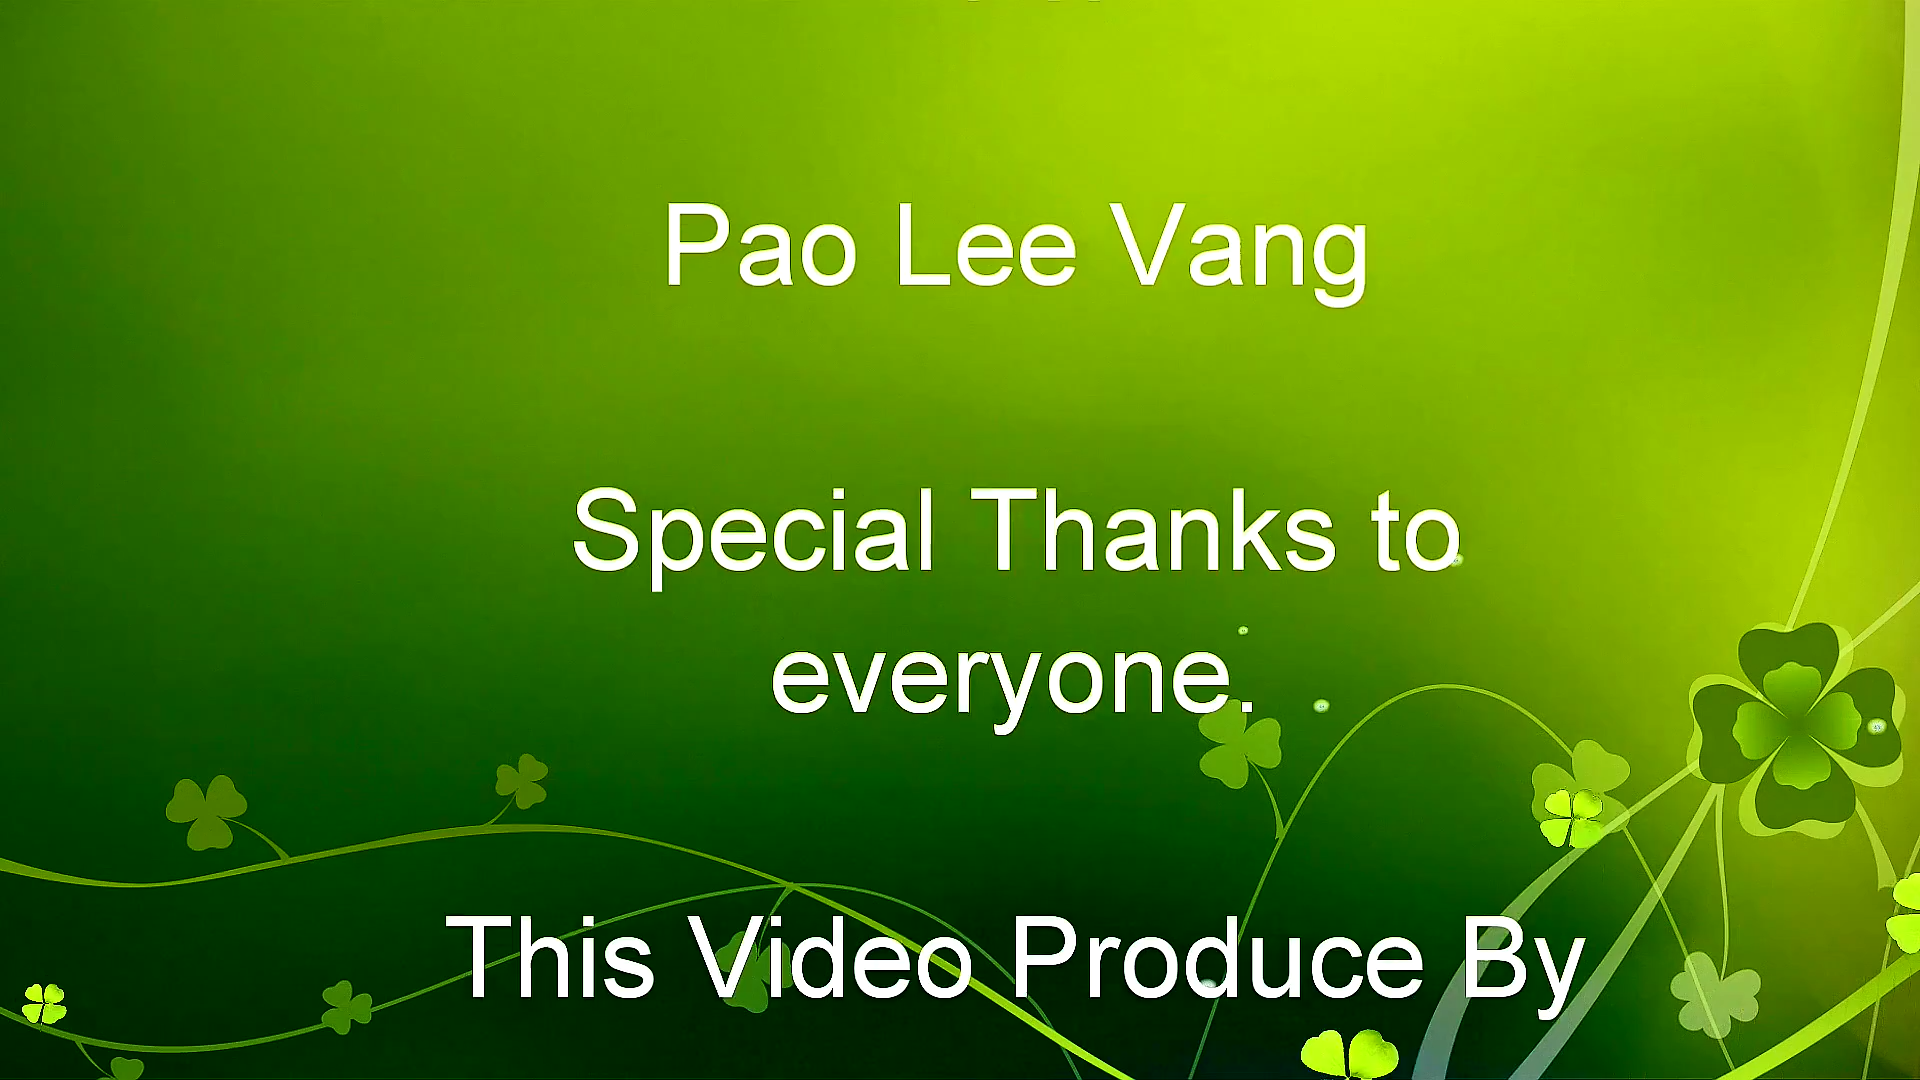 Pao Lee Vang
Special Thanks to
everyone.
This Video Produce By